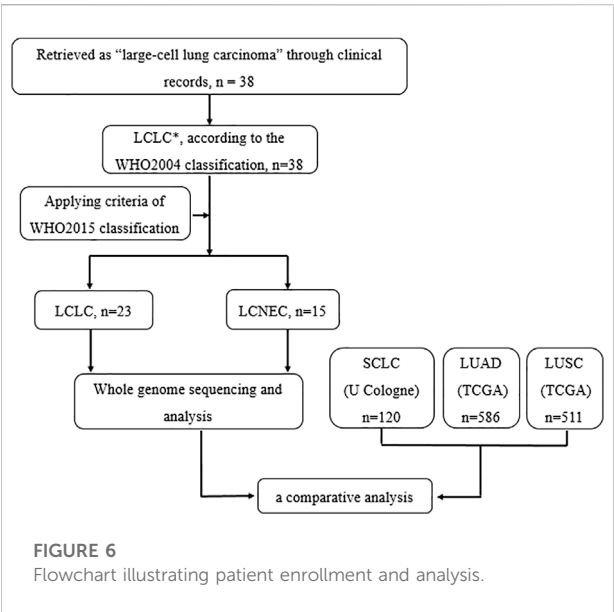 Retrieved as “large-cell lung carcinoma” through clinical
records, n = 38
LCLC*, according to the
WHO2004 classification, n=38
Applying criteria of
WHO2015 classification
LCLC, n=23
LCNEC, n=15
Whole genome sequencing and
analysis
SCLC
(U Cologne)
n=120
LUAD
(TCGA)
n=586
LUSC
(TCGA)
n=511
a comparative analysis
FIGURE 6
Flowchart illustrating patient enrollment and analysis.